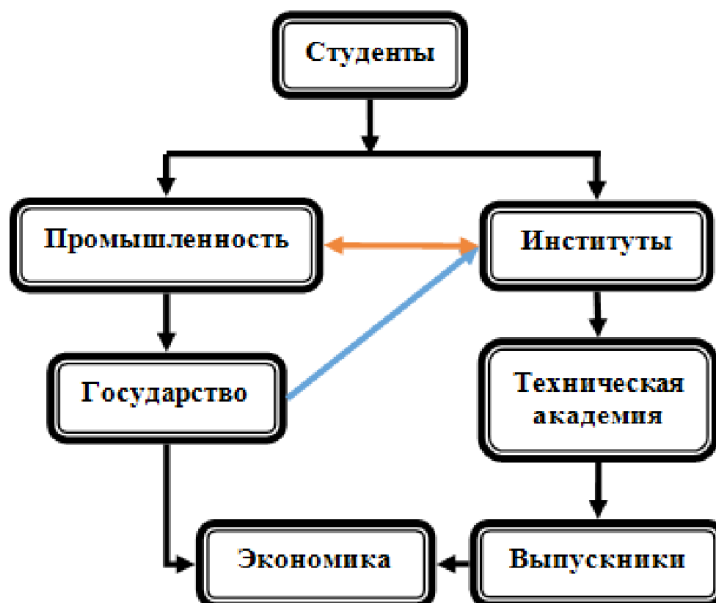 Студенты
Промышленность
Институты
Государство
Техническая
академия
Экономика
Выпускники